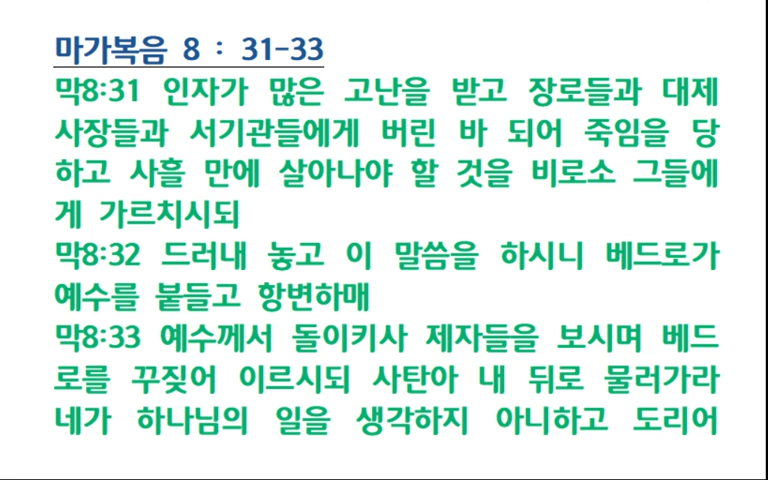 마가복음 8 : 31-33
막8:31 인자가 많은 고난을 받고 장로들과 대제
사장들과 서기관들에게 버린 바 되어 죽임을 당
하고 사흘 만에 살아나야 할 것을 비로소 그들에
게 가르치시되
막8:32 드러내 놓고 이 말씀을 하시니 베드로가
예수를 붙들고 항변하매
막8:33 예수께서 돌이키사 제자들을 보시며 베드
로를 꾸짖어 이르시되 사탄아 내 뒤로 물러가라
네가 하나님의 일을 생각하지 아니하고 도리어